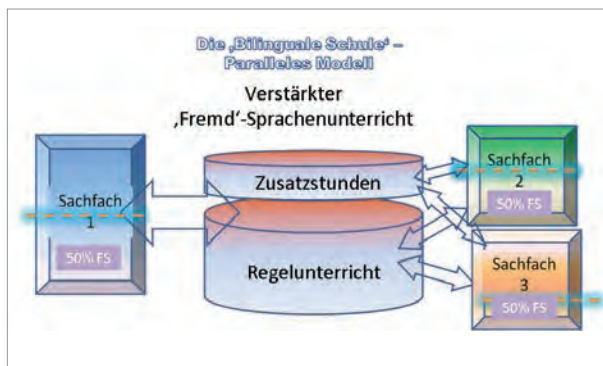 Die ‚Bilinguale Schule‘ –
Paralleles Modell
Verstärkter
‚Fremd‘-Sprachenunterricht
Sachfach
1
50% FS
Zusatzstunden
Regelunterricht
Sachfach
2
50% FS
Sachfach
3
50% FS